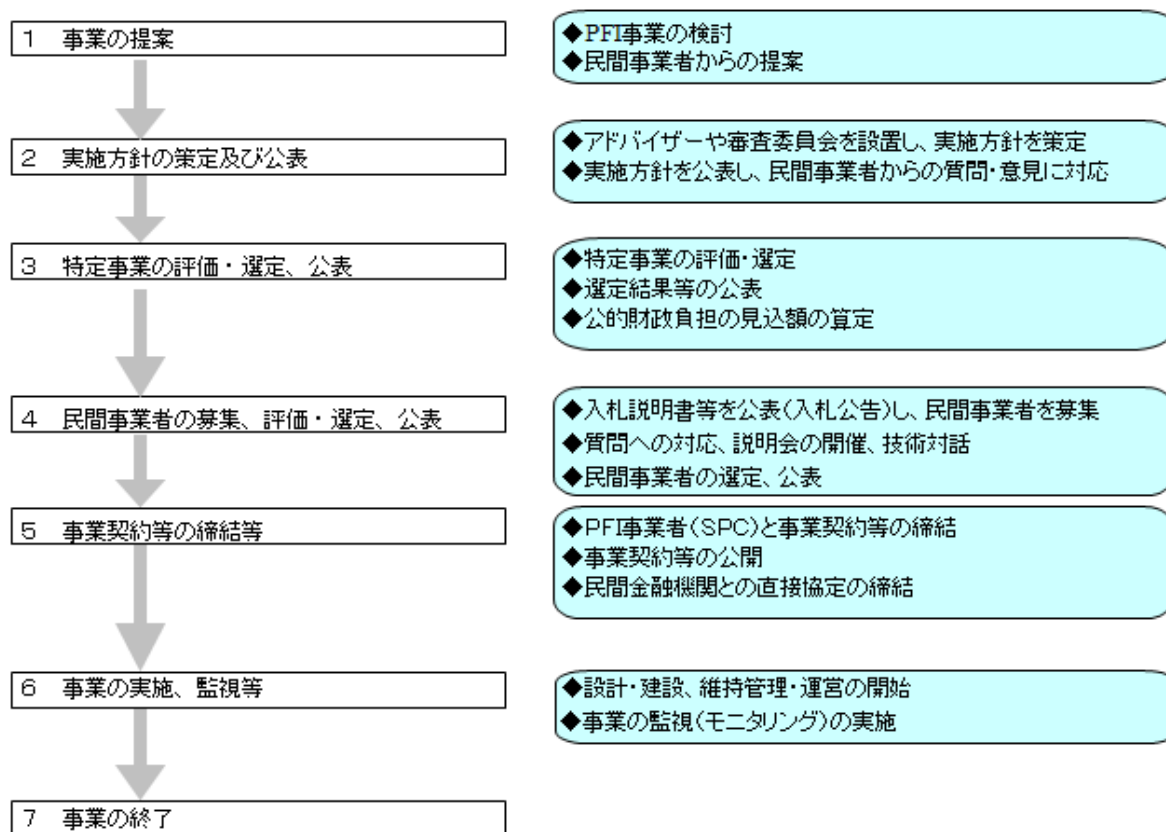 1 事業の提案
◆PFI事業の検討
◆民間事業者からの提案
2 実施方針の策定及び公表
◆アドバイザーや審査委員会を設置し、実施方針を策定
◆実施方針を公表し、民間事業者からの質問・意見に対応
3 特定事業の評価・選定、公表
◆特定事業の評価・選定
◆選定結果等の公表
◆公的財政負担の見込額の算定
4 民間事業者の募集、評価・選定、公表
◆入札説明書等を公表(入札公告)し、民間事業者を募集
◆質問への対応、説明会の開催、技術対話
◆民間事業者の選定、公表
5 事業契約等の締結等
◆PFI事業者(SPC)と事業契約等の締結
◆事業契約等の公開
◆民間金融機関との直接協定の締結
6 事業の実施、監視等
◆設計・建設、維持管理・運営の開始
◆事業の監視(モニタリング)の実施
7 事業の終了